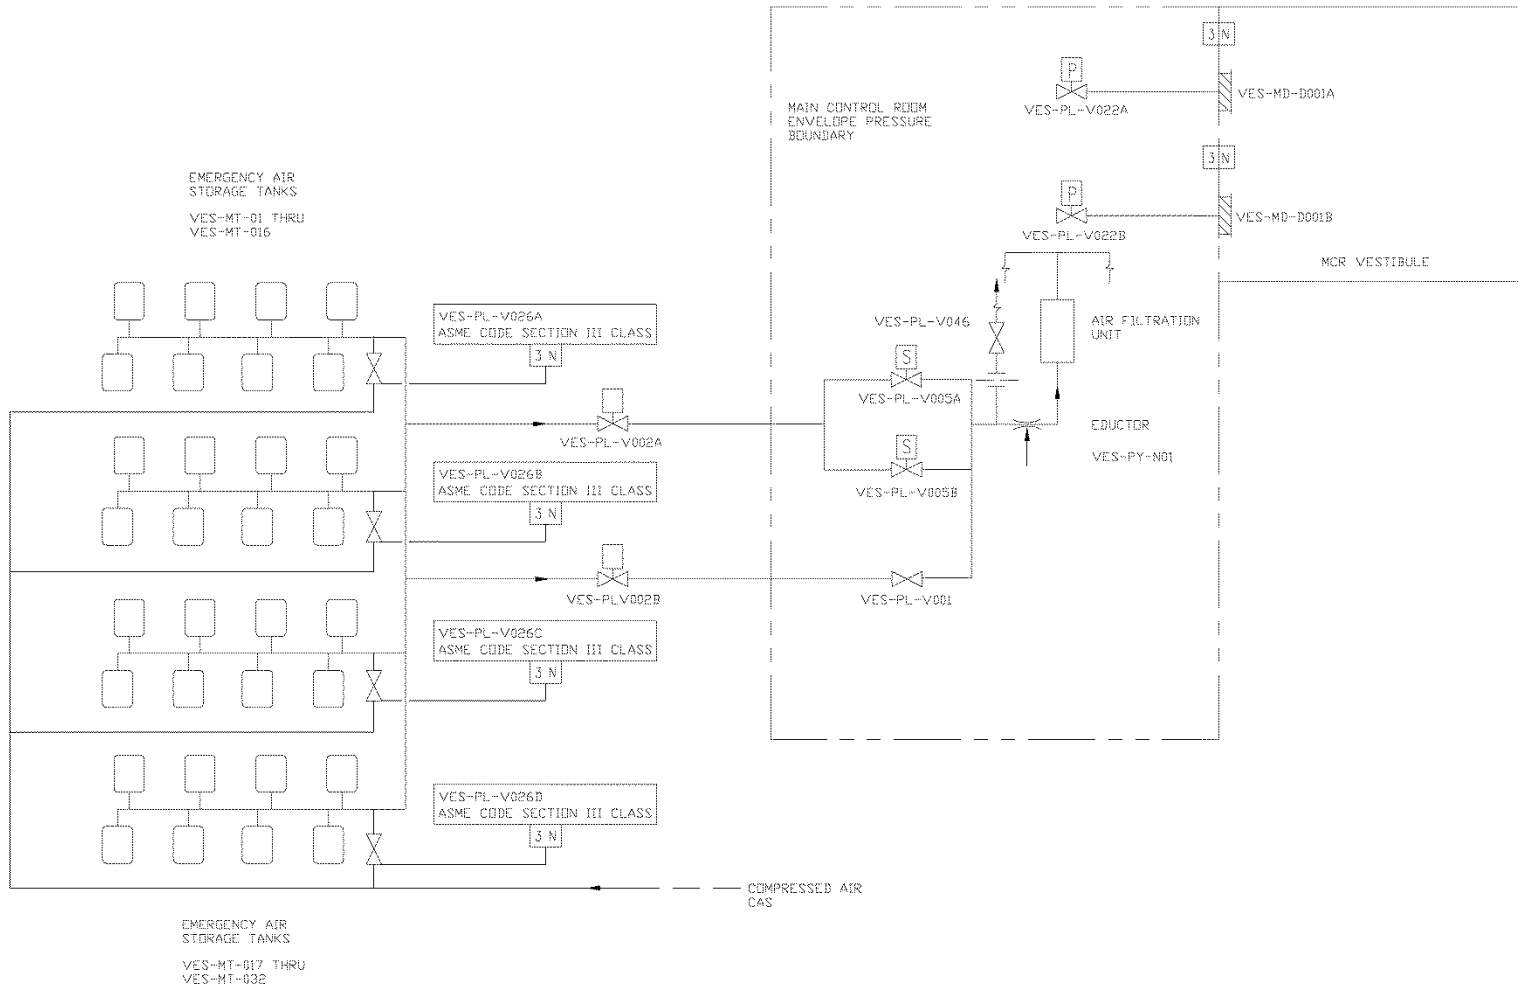 3 N
P
VES-MD-D001A
MAIN CONTROL ROOM
ENVELOPE PRESSURE
BOUNDARY
VES-PL-V022A
3 N
EMERGENCY AIR
STORAGE TANKS
VES-MT-01 THRU
VES-MT-016
P
VES-MD-D001B
VES-PL-V022B
MCR VESTIBULE
VES-PL-V026A
ASME CODE SECTION III CLASS
3 N
VES-PL-V046
AIR FILTRATION
UNIT
S
VES-PL-V005A
VES-PL-V002A
EDUCTOR
VES-PY-N01
S
VES-PL-V005B
VES-PL-V026B
ASME CODE SECTION III CLASS
3 N
VES-PLV002B
VES-PL-V001
VES-PL-V026C
ASME CODE SECTION III CLASS
3 N
VES-PL-V026D
ASME CODE SECTION III CLASS
3 N
COMPRESSED AIR
CAS
EMERGENCY AIR
STORAGE TANKS
VES-MT-017 THRU
VES-MT-032